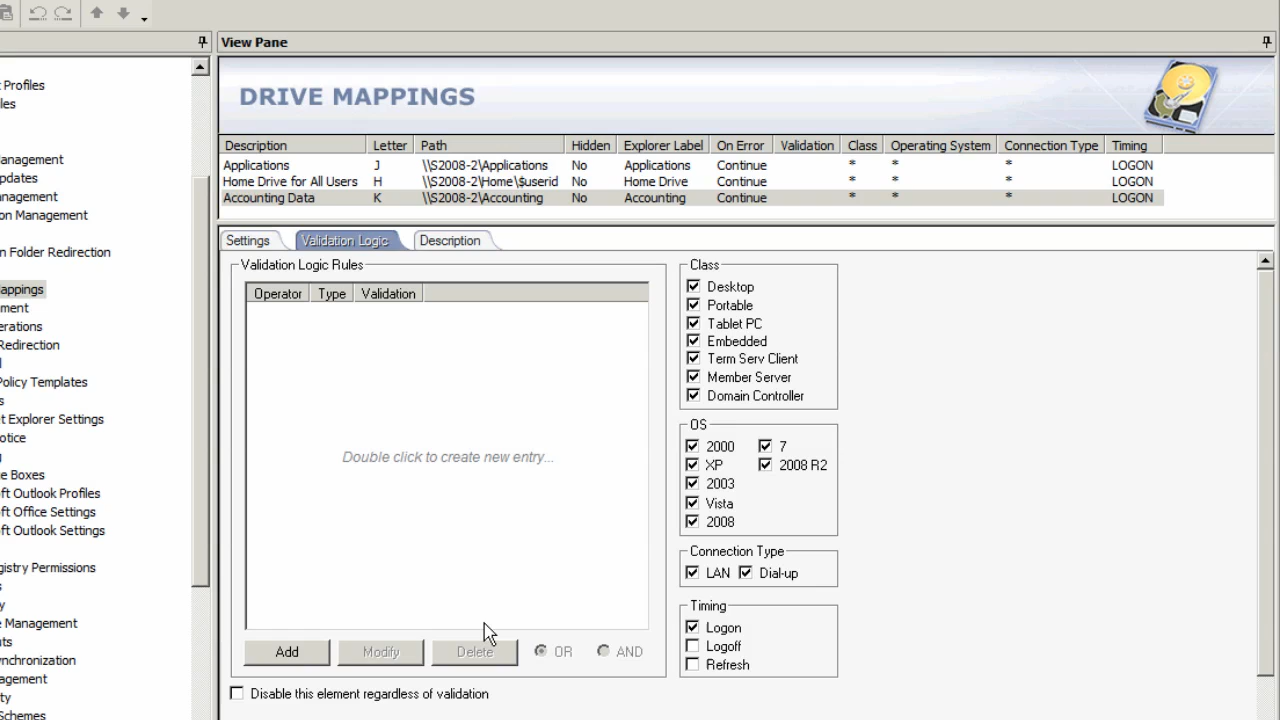 View Pane
t Profiles
les
anagement
pdates
anagement
on Management
n Folder Redirection
appings
ment
erations
Redirection
l
Policy Templates
s
t Explorer Settings
otice
g
e Boxes
ft Outlook Profiles
ft Office Settings
ft Outlook Settings
gistry Permissions
s
y
e Management
uts
ynchronization
agement
ty
Schemes
DRIVE MAPPINGS
Description Letter Path Hidden Explorer Label On Error Validation Class Operating System Connection Type Timing
Applications J \\S2008-2\Applications No Applications Continue * * * LOGON
Home Drive for All Users H \\S2008-2\Home\$userid No Home Drive Continue * * * LOGON
Accounting Data K \\S2008-2\Accounting No Accounting Continue * * * LOGON
Settings Validation Logic Description
Validation Logic Rules
Operator Type Validation
Double click to create new entry...
Add Modify Delete OR AND
Disable this element regardless of validation
Class
Desktop
Portable
Tablet PC
Embedded
Term Serv Client
Member Server
Domain Controller
OS
2000 7
XP 2008 R2
2003
Vista
2008
Connection Type
LAN Dial-up
Timing
Logon
Logoff
Refresh